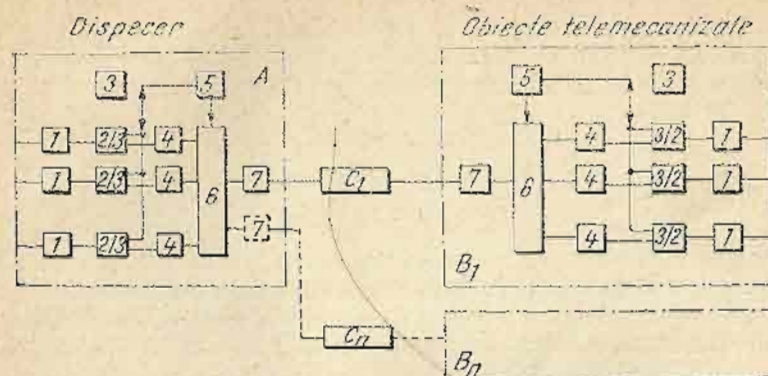 Dispecer
Obiecte telemecanizate
3 5 A 5 3
1 2/3 4 4 3/2 1
1 2/3 4 6 7 C1 7 6 4 3/2 1
7
1 2/3 4 4 3/2 1
B1
Cn
Bn